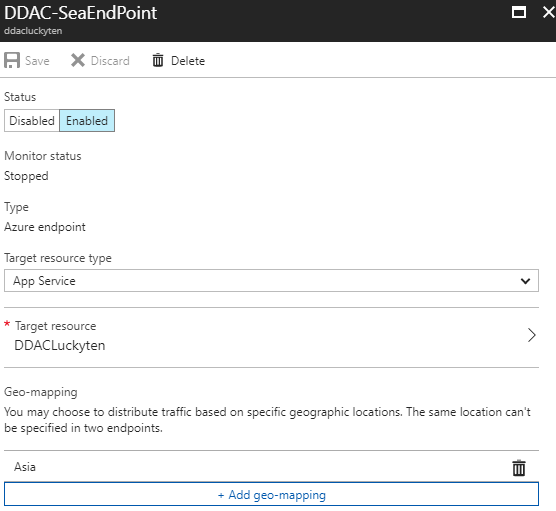 DDAC-SeaEndPoint
ddacluckyten
Save Discard Delete
Status
Disabled Enabled
Monitor status
Stopped
Type
Azure endpoint
Target resource type
App Service
* Target resource
DDACLuckyten
Geo-mapping
You may choose to distribute traffic based on specific geographic locations. The same location can't
be specified in two endpoints.
Asia
+ Add geo-mapping